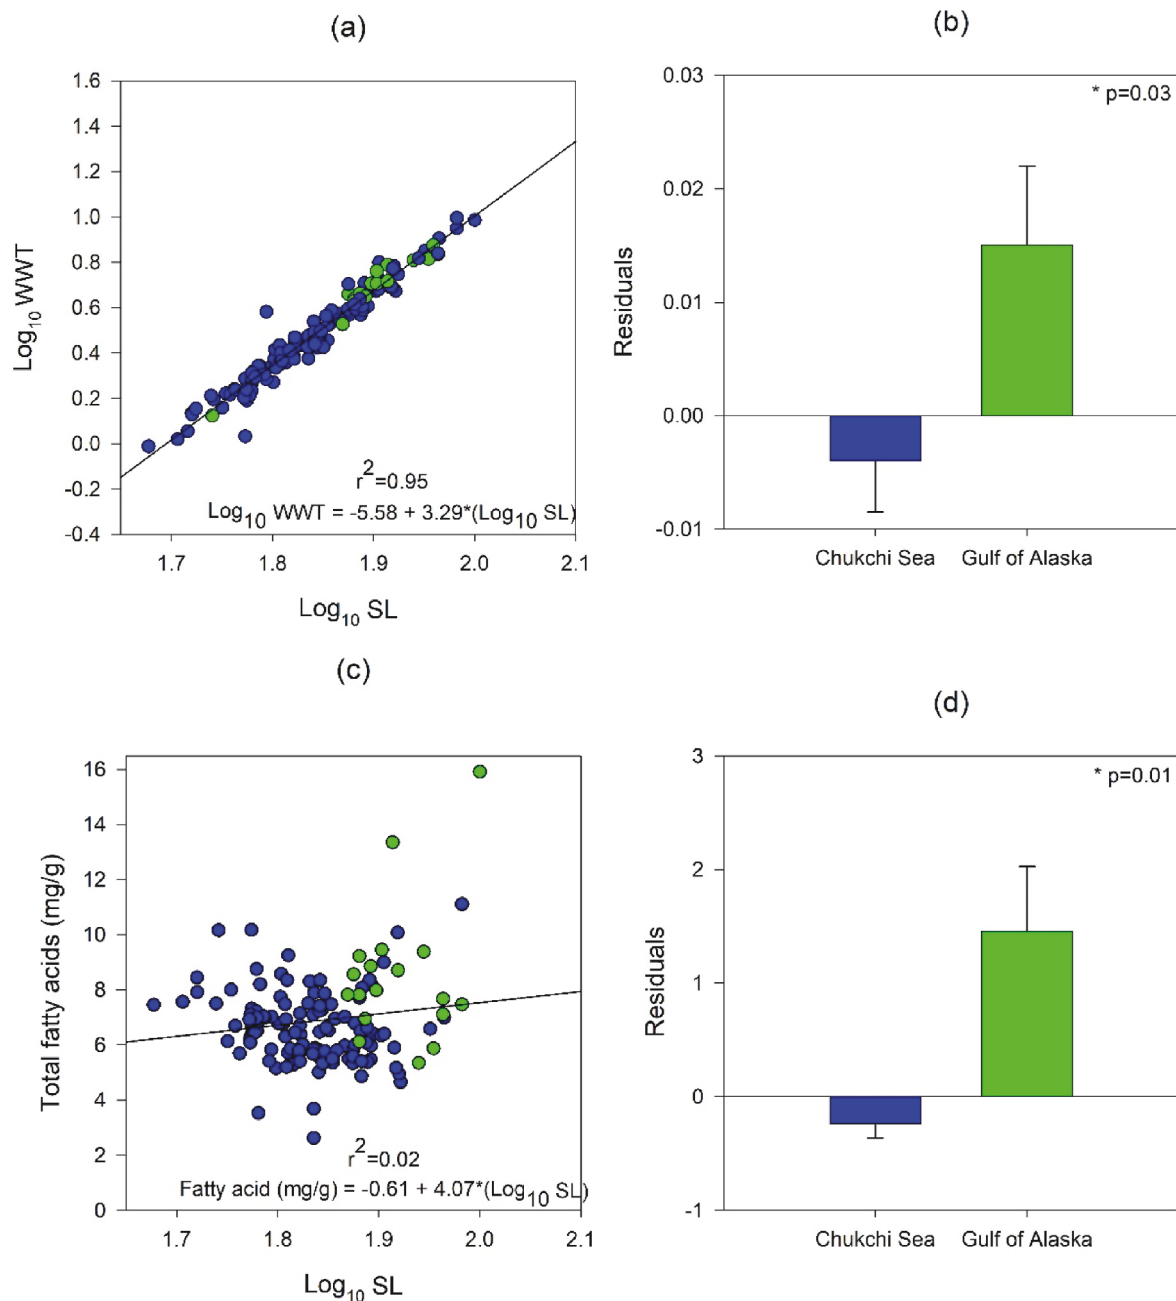 (a)
1.6
1.4
1.2
1.0
0.8
0.6
0.4
0.2
0.0
-0.2
-0.4
Log10 WWT
r2=0.95
Log10 WWT = -5.58 + 3.29*(Log10 SL)
1.7 1.8 1.9 2.0 2.1
Log10 SL
(b)
0.03
0.02
0.01
0.00
-0.01
Residuals
* p=0.03
Chukchi Sea Gulf of Alaska
(c)
16
14
12
10
8
6
4
2
0
Total fatty acids (mg/g)
r2=0.02
Fatty acid (mg/g) = -0.61 + 4.07*(Log10 SL)
1.7 1.8 1.9 2.0 2.1
Log10 SL
(d)
3
2
1
0
-1
Residuals
* p=0.01
Chukchi Sea Gulf of Alaska